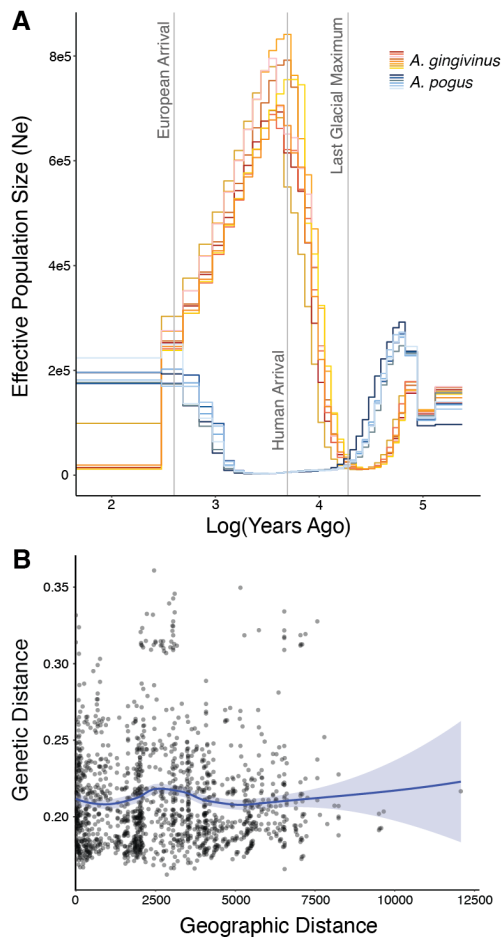 A
8e5
6e5
4e5
2e5
0
Effective Population Size (Ne)
European Arrival
Human Arrival
Last Glacial Maximum
A. gingivinus
A. pogus
2
3
4
5
Log(Years Ago)
B
0.35
0.30
0.25
0.20
Genetic Distance
0
2500
5000
7500
10000
12500
Geographic Distance